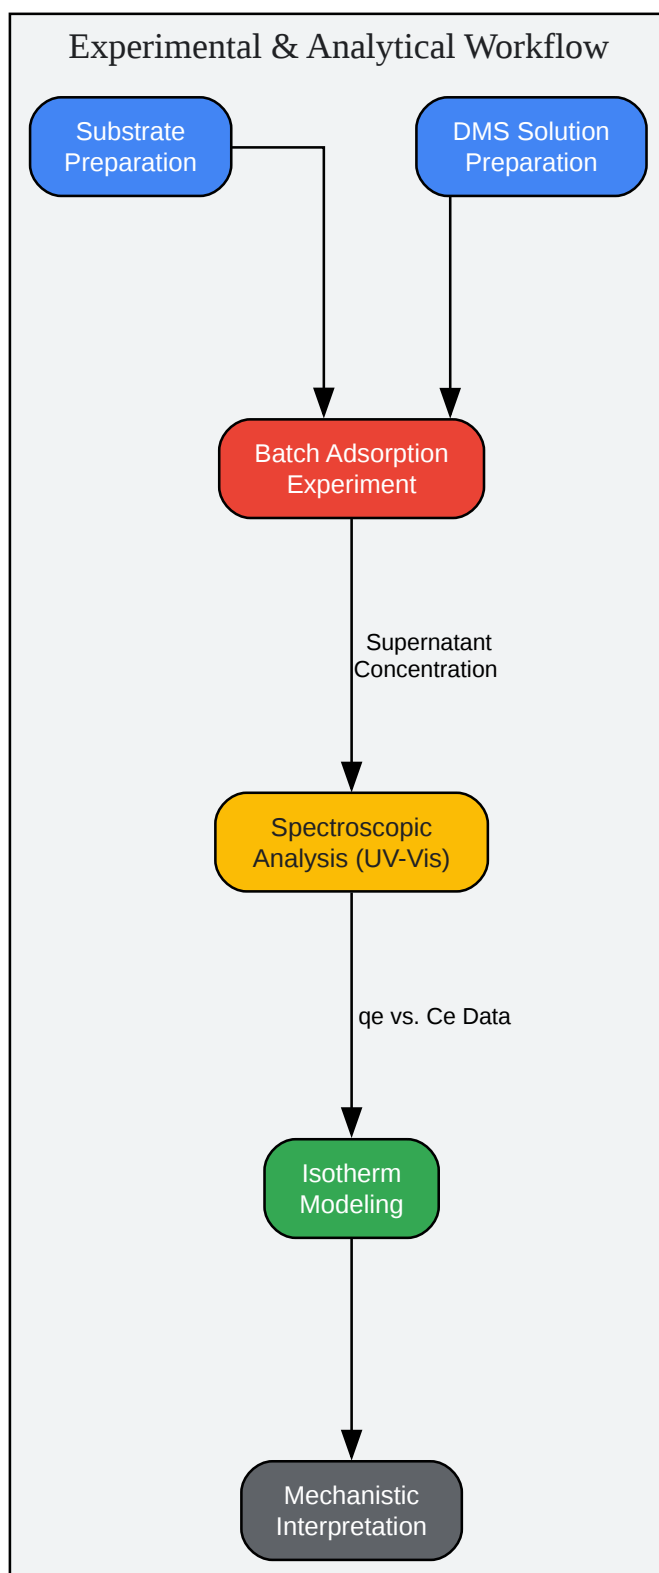 Experimental & Analytical Workflow
Substrate
Preparation
DMS Solution
Preparation
Batch Adsorption
Experiment
Supernatant
Concentration
Spectroscopic
Analysis (UV-Vis)
qe vs. Ce Data
Isotherm
Modeling
Mechanistic
Interpretation